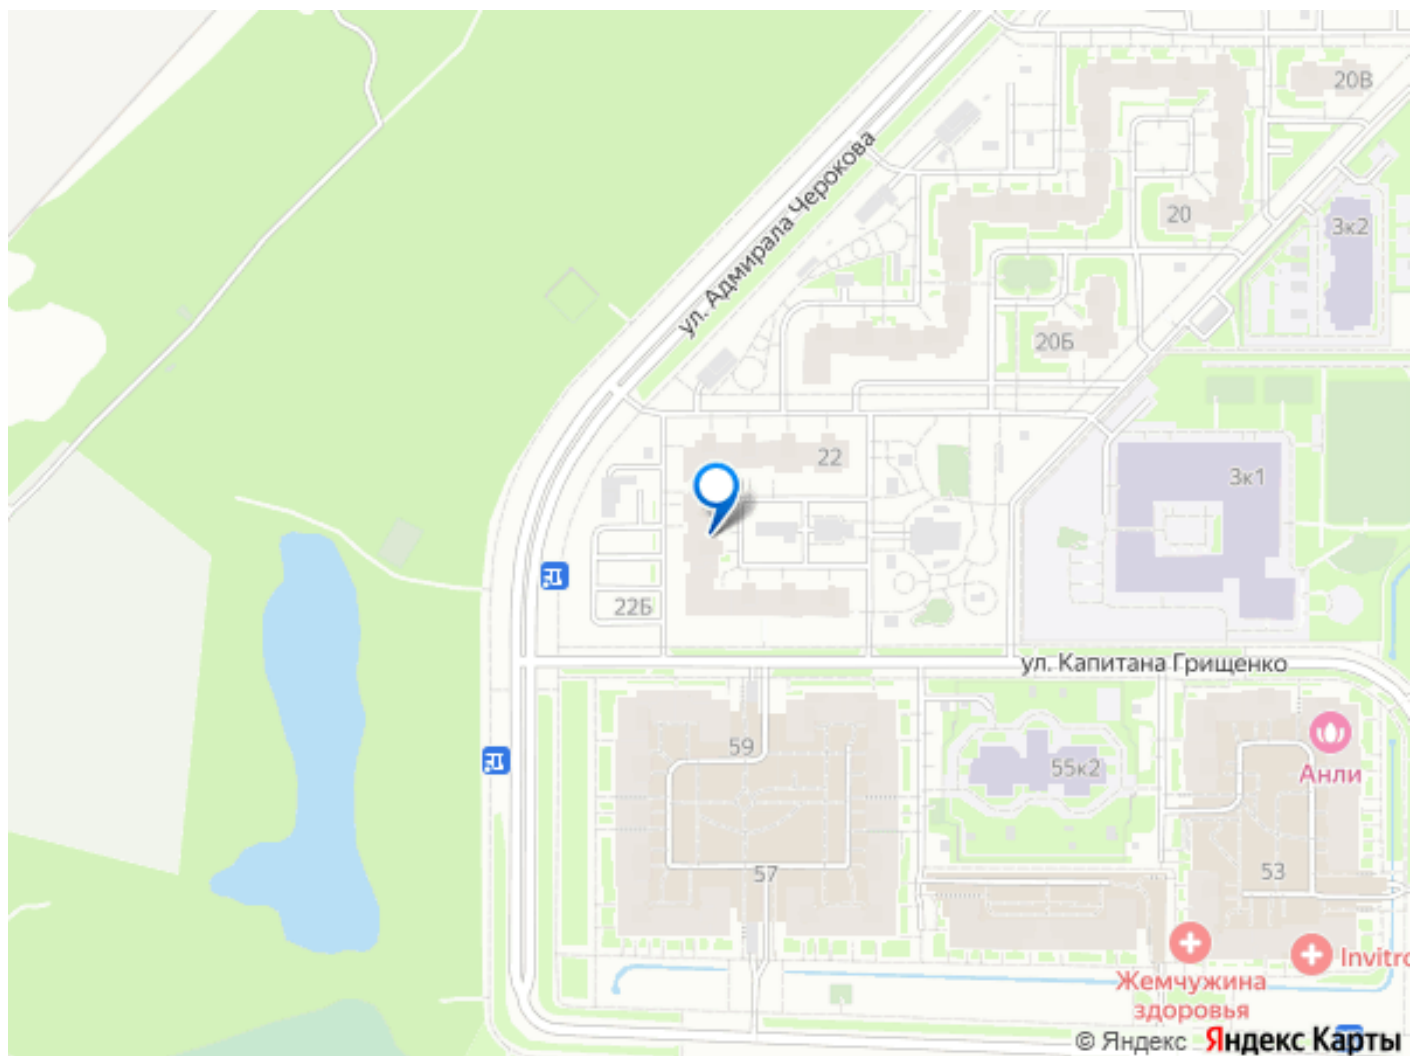 20В
ул. Адмирала Черокова
20
3к2
20Б
22
3к1
22Б
ул. Капитана Грищенко
59
55к2
Анли
57
53
Invitro
Жемчужина
здоровья
© Яндекс Яндекс Карты